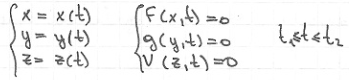 x = x(t) F(x,t) = 0
y = y(t) g(y,t) = 0 t₁≤t≤t₂
z = z(t) V(z,t) = 0